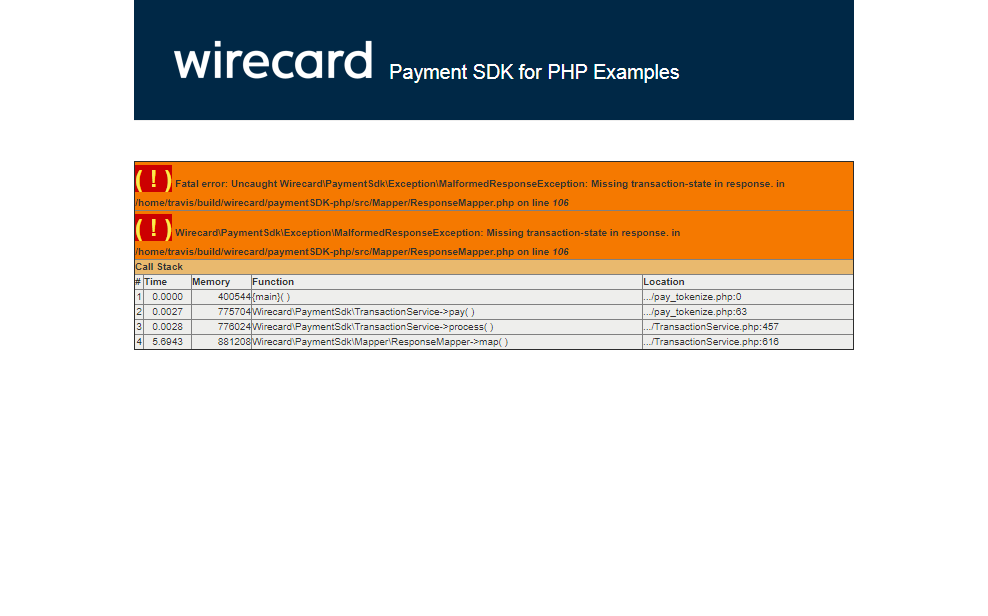 wirecard Payment SDK for PHP Examples
( ! ) Fatal error: Uncaught Wirecard\PaymentSdk\Exception\MalformedResponseException: Missing transaction-state in response. in
/home/travis/build/wirecard/paymentSDK-php/src/Mapper/ResponseMapper.php on line 106
( ! ) Wirecard\PaymentSdk\Exception\MalformedResponseException: Missing transaction-state in response. in
/home/travis/build/wirecard/paymentSDK-php/src/Mapper/ResponseMapper.php on line 106
Call Stack
# Time Memory Function Location
1 0.0000 400544 {main}( ) .../pay_tokenize.php:0
2 0.0027 775704 Wirecard\PaymentSdk\TransactionService->pay( ) .../pay_tokenize.php:63
3 0.0028 776024 Wirecard\PaymentSdk\TransactionService->process( ) .../TransactionService.php:457
4 5.6943 881208 Wirecard\PaymentSdk\Mapper\ResponseMapper->map( ) .../TransactionService.php:616